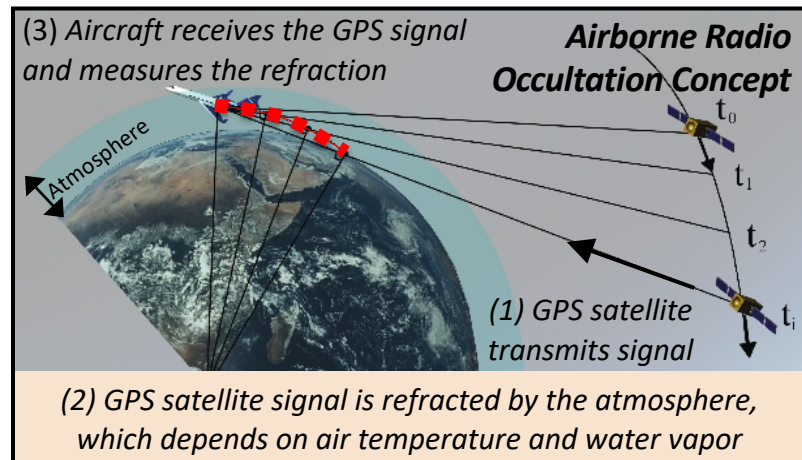 (3) Aircraft receives the GPS signal
and measures the refraction
Airborne Radio
Occultation Concept
Atmosphere
t0
t1
t2
ti
(1) GPS satellite
transmits signal
(2) GPS satellite signal is refracted by the atmosphere,
which depends on air temperature and water vapor